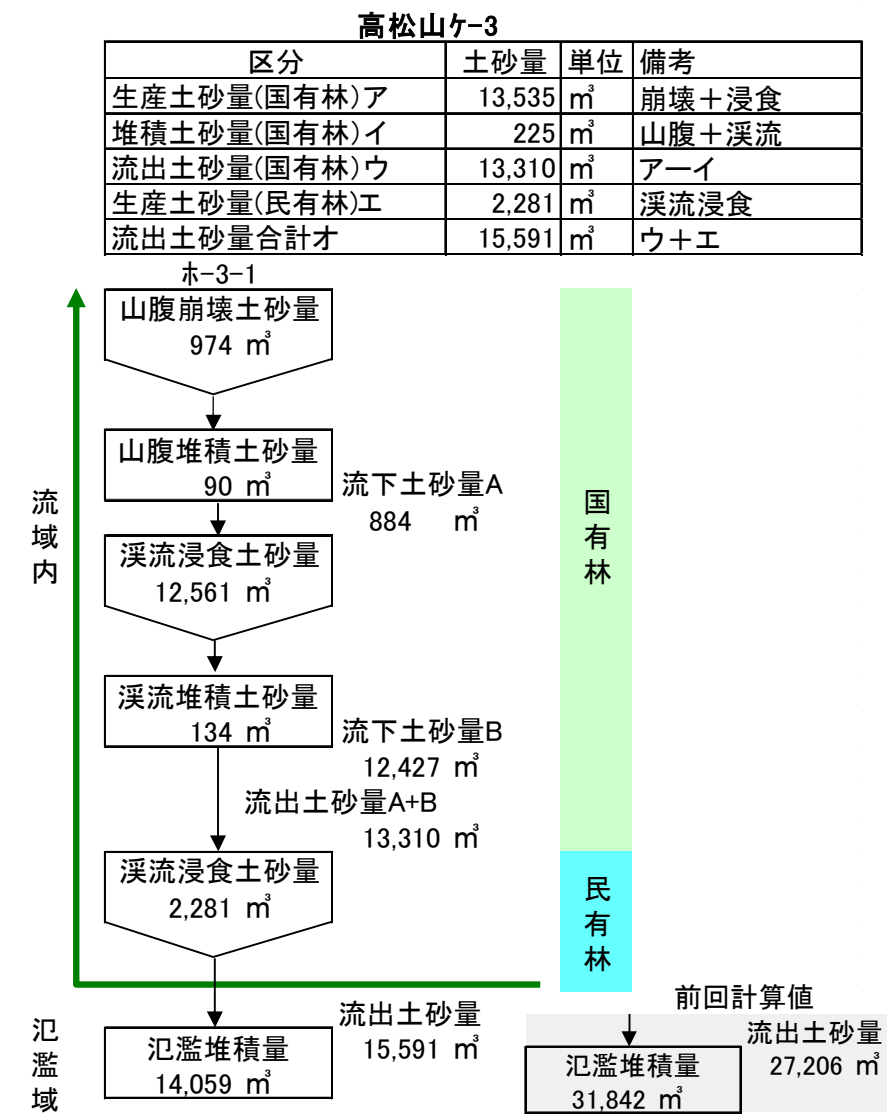 高松山ケ-3
区分 土砂量 単位 備考
生産土砂量(国有林)ア 13,535 ㎥ 崩壊＋浸食
堆積土砂量(国有林)イ 225 ㎥ 山腹＋渓流
流出土砂量(国有林)ウ 13,310 ㎥ アーイ
生産土砂量(民有林)エ 2,281 ㎥ 渓流浸食
流出土砂量合計オ 15,591 ㎥ ウ＋エ
ホ-3-1
山腹崩壊土砂量
974 ㎥
山腹堆積土砂量
90 ㎥
流下土砂量A
884 ㎥
渓流浸食土砂量
12,561 ㎥
渓流堆積土砂量
134 ㎥
流下土砂量B
12,427 ㎥
流出土砂量A+B
13,310 ㎥
渓流浸食土砂量
2,281 ㎥
流域内
国有林
民有林
氾濫域
流出土砂量
15,591 ㎥
氾濫堆積量
14,059 ㎥
前回計算値
流出土砂量
27,206 ㎥
氾濫堆積量
31,842 ㎥